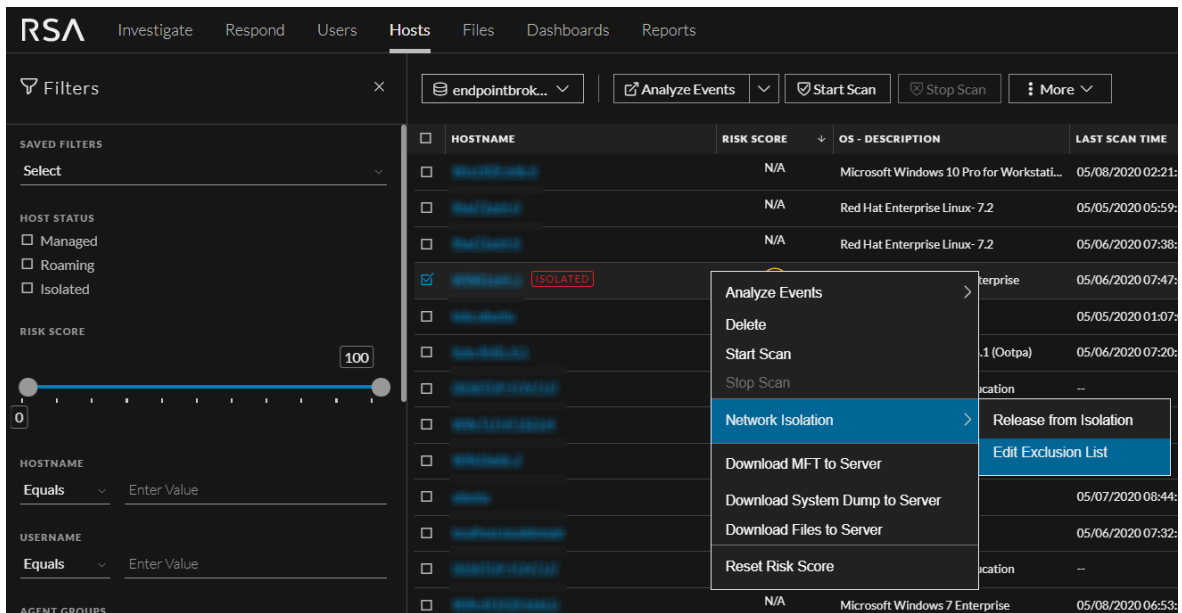 RSA Investigate Respond Users Hosts Files Dashboards Reports
Filters
SAVED FILTERS
Select
HOST STATUS
Managed
Roaming
Isolated
RISK SCORE
100
0
HOSTNAME
Equals Enter Value
USERNAME
Equals Enter Value
AGENT GROUPS
endpointbrok... Analyze Events Start Scan Stop Scan More
HOSTNAME RISK SCORE OS - DESCRIPTION LAST SCAN TIME
N/A Microsoft Windows 10 Pro for Workstati... 05/08/2020 02:21:
N/A Red Hat Enterprise Linux- 7.2 05/05/2020 05:59:
N/A Red Hat Enterprise Linux- 7.2 05/06/2020 07:38:
ISOLATED terprise 05/06/2020 07:47:
05/05/2020 01:07:
.1 (Ootpa) 05/06/2020 07:20:
ucation --
05/07/2020 08:44:
05/06/2020 07:32:
ucation --
N/A Microsoft Windows 7 Enterprise 05/08/2020 06:53:
Analyze Events
Delete
Start Scan
Stop Scan
Network Isolation
Download MFT to Server
Download System Dump to Server
Download Files to Server
Reset Risk Score
Release from Isolation
Edit Exclusion List